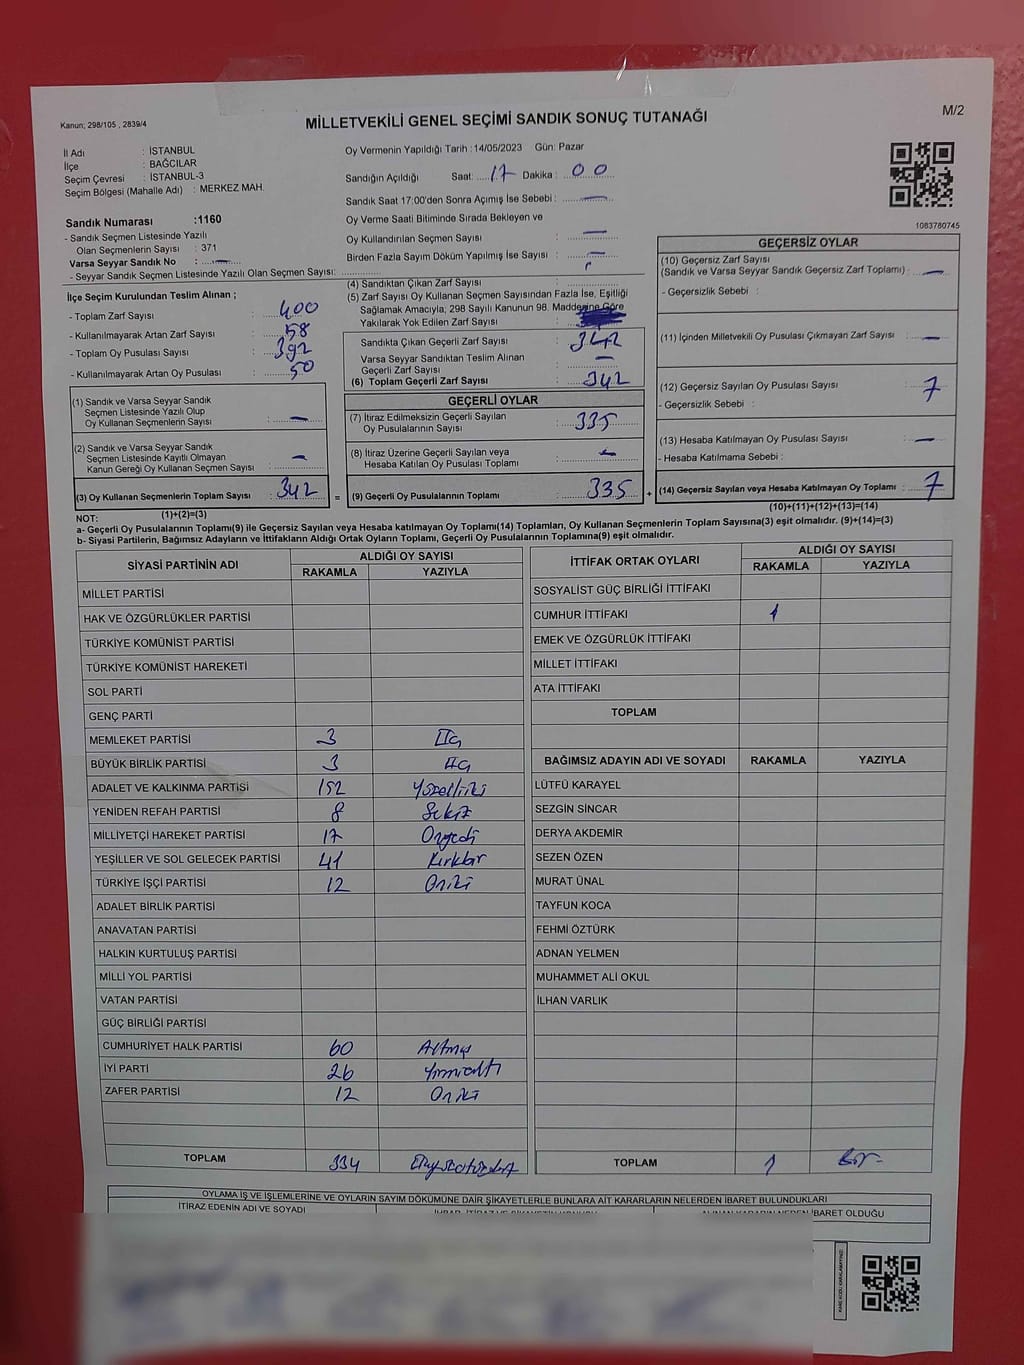 Kanun; 298/105 , 2839/4
MİLLETVEKİLİ GENEL SEÇİMİ SANDIK SONUÇ TUTANAĞI
M/2
İl Adı : İSTANBUL
İlçe : BAĞCILAR
Seçim Çevresi : İSTANBUL-3
Seçim Bölgesi (Mahalle Adı) : MERKEZ MAH.
Sandık Numarası :1160
- Sandık Seçmen Listesinde Yazılı
Olan Seçmenlerin Sayısı : 371
Varsa Seyyar Sandık No : —
- Seyyar Sandık Seçmen Listesinde Yazılı Olan Seçmen Sayısı:
Oy Vermenin Yapıldığı Tarih :14/05/2023 Gün: Pazar
Sandığın Açıldığı Saat: 17 Dakika : 00
Sandık Saat 17:00'den Sonra Açımış İse Sebebi : —
Oy Verme Saati Bitiminde Sırada Bekleyen ve
Oy Kullandırılan Seçmen Sayısı : —
Birden Fazla Sayım Döküm Yapılmış İse Sayısı : —
1083780745
İlçe Seçim Kurulundan Teslim Alınan ;
- Toplam Zarf Sayısı : 400
- Kullanılmayarak Artan Zarf Sayısı : 58
- Toplam Oy Pusulası Sayısı : 392
- Kullanılmayarak Artan Oy Pusulası : 50
(1) Sandık ve Varsa Seyyar Sandık
Seçmen Listesinde Yazılı Olup
Oy Kullanan Seçmenlerin Sayısı : —
(2) Sandık ve Varsa Seyyar Sandık
Seçmen Listesinde Kayıtlı Olmayan
Kanun Gereği Oy Kullanan Seçmen Sayısı : —
(3) Oy Kullanan Seçmenlerin Toplam Sayısı : 342 =
(1)+(2)=(3)
(4) Sandıktan Çıkan Zarf Sayısı :
(5) Zarf Sayısı Oy Kullanan Seçmen Sayısından Fazla İse, Eşitliği
Sağlamak Amacıyla; 298 Sayılı Kanunun 98. Maddesine Göre
Yakılarak Yok Edilen Zarf Sayısı :
Sandıkta Çıkan Geçerli Zarf Sayısı : 342
Varsa Seyyar Sandıktan Teslim Alınan
Geçerli Zarf Sayısı : —
(6) Toplam Geçerli Zarf Sayısı : 342
GEÇERLİ OYLAR
(7) İtiraz Edilmeksizin Geçerli Sayılan
Oy Pusulalarının Sayısı : 335
(8) İtiraz Üzerine Geçerli Sayılan veya
Hesaba Katılan Oy Pusulası Toplamı : —
(9) Geçerli Oy Pusulalarının Toplamı : 335 +
GEÇERSİZ OYLAR
(10) Geçersiz Zarf Sayısı
(Sandık ve Varsa Seyyar Sandık Geçersiz Zarf Toplamı) : —
- Geçersizlik Sebebi :
(11) İçinden Milletvekili Oy Pusulası Çıkmayan Zarf Sayısı : —
(12) Geçersiz Sayılan Oy Pusulası Sayısı : 7
- Geçersizlik Sebebi :
(13) Hesaba Katılmayan Oy Pusulası Sayısı : —
- Hesaba Katılmama Sebebi :
(14) Geçersiz Sayılan veya Hesaba Katılmayan Oy Toplamı : 7
(10)+(11)+(12)+(13)=(14)
NOT:
a- Geçerli Oy Pusulalarının Toplamı(9) ile Geçersiz Sayılan veya Hesaba katılmayan Oy Toplamı(14) Toplamları, Oy Kullanan Seçmenlerin Toplam Sayısına(3) eşit olmalıdır. (9)+(14)=(3)
b- Siyasi Partilerin, Bağımsız Adayların ve İttifakların Aldığı Ortak Oyların Toplamı, Geçerli Oy Pusulalarının Toplamına(9) eşit olmalıdır.
SİYASİ PARTİNİN ADI
ALDIĞI OY SAYISI
RAKAMLA YAZIYLA
MİLLET PARTİSİ
HAK VE ÖZGÜRLÜKLER PARTİSİ
TÜRKİYE KOMÜNİST PARTİSİ
TÜRKİYE KOMÜNİST HAREKETİ
SOL PARTİ
GENÇ PARTİ
MEMLEKET PARTİSİ 3 Üç
BÜYÜK BİRLİK PARTİSİ 3 Üç
ADALET VE KALKINMA PARTİSİ 152 Yüzelliiki
YENİDEN REFAH PARTİSİ 8 Sekiz
MİLLİYETÇİ HAREKET PARTİSİ 17 Onyedi
YEŞİLLER VE SOL GELECEK PARTİSİ 41 Kırkbir
TÜRKİYE İŞÇİ PARTİSİ 12 Oniki
ADALET BİRLİK PARTİSİ
ANAVATAN PARTİSİ
HALKIN KURTULUŞ PARTİSİ
MİLLİ YOL PARTİSİ
VATAN PARTİSİ
GÜÇ BİRLİĞİ PARTİSİ
CUMHURİYET HALK PARTİSİ 60 Altmış
İYİ PARTİ 26 Yirmialtı
ZAFER PARTİSİ 12 Oniki
TOPLAM 334
İTTİFAK ORTAK OYLARI
ALDIĞI OY SAYISI
RAKAMLA YAZIYLA
SOSYALİST GÜÇ BİRLİĞİ İTTİFAKI
CUMHUR İTTİFAKI 1
EMEK VE ÖZGÜRLÜK İTTİFAKI
MİLLET İTTİFAKI
ATA İTTİFAKI
TOPLAM
BAĞIMSIZ ADAYIN ADI VE SOYADI RAKAMLA YAZIYLA
LÜTFÜ KARAYEL
SEZGİN SİNCAR
DERYA AKDEMİR
SEZEN ÖZEN
MURAT ÜNAL
TAYFUN KOCA
FEHMİ ÖZTÜRK
ADNAN YELMEN
MUHAMMET ALİ OKUL
İLHAN VARLIK
TOPLAM 1 Bir
OYLAMA İŞ VE İŞLEMLERİNE VE OYLARIN SAYIM DÖKÜMÜNE DAİR ŞİKAYETLERLE BUNLARA AİT KARARLARIN NELERDEN İBARET BULUNDUKLARI
İTİRAZ EDENİN ADI VE SOYADI
İBARET OLDUĞU